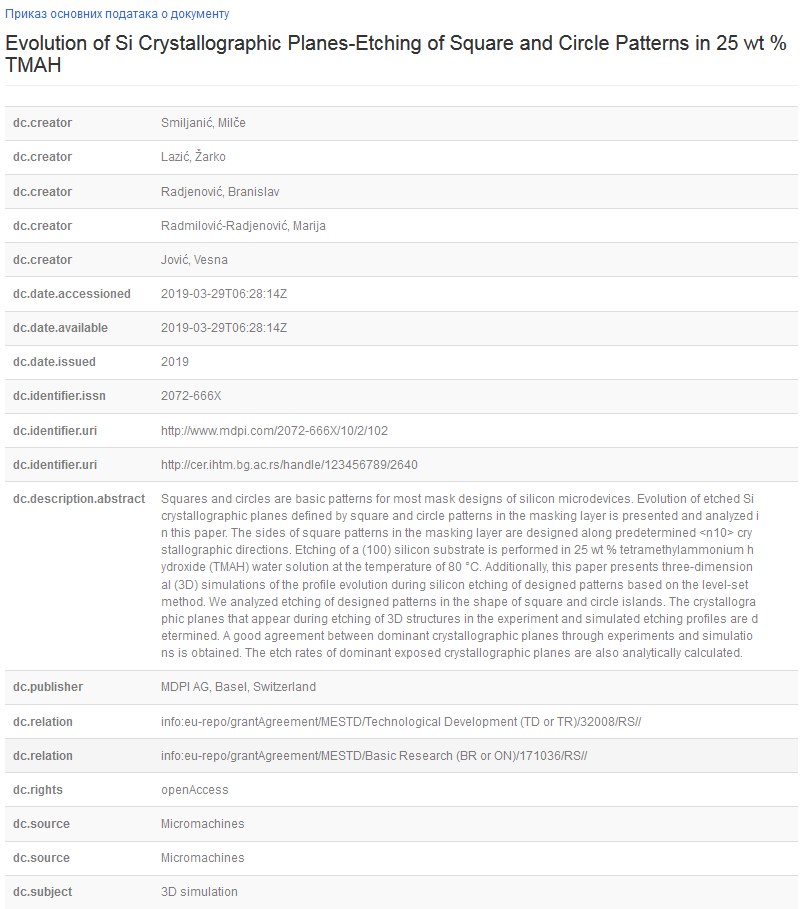 Приказ основних података о документу
Evolution of Si Crystallographic Planes-Etching of Square and Circle Patterns in 25 wt %
TMAH
dc.creator Smiljanić, Milče
dc.creator Lazić, Žarko
dc.creator Radjenović, Branislav
dc.creator Radmilović-Radjenović, Marija
dc.creator Jović, Vesna
dc.date.accessioned 2019-03-29T06:28:14Z
dc.date.available 2019-03-29T06:28:14Z
dc.date.issued 2019
dc.identifier.issn 2072-666X
dc.identifier.uri http://www.mdpi.com/2072-666X/10/2/102
dc.identifier.uri http://cer.ihtm.bg.ac.rs/handle/123456789/2640
dc.description.abstract Squares and circles are basic patterns for most mask designs of silicon microdevices. Evolution of etched Si
crystallographic planes defined by square and circle patterns in the masking layer is presented and analyzed i
n this paper. The sides of square patterns in the masking layer are designed along predetermined <n10> cry
stallographic directions. Etching of a (100) silicon substrate is performed in 25 wt % tetramethylammonium h
ydroxide (TMAH) water solution at the temperature of 80 °C. Additionally, this paper presents three-dimension
al (3D) simulations of the profile evolution during silicon etching of designed patterns based on the level-set
method. We analyzed etching of designed patterns in the shape of square and circle islands. The crystallogra
phic planes that appear during etching of 3D structures in the experiment and simulated etching profiles are d
etermined. A good agreement between dominant crystallographic planes through experiments and simulatio
ns is obtained. The etch rates of dominant exposed crystallographic planes are also analytically calculated.
dc.publisher MDPI AG, Basel, Switzerland
dc.relation info:eu-repo/grantAgreement/MESTD/Technological Development (TD or TR)/32008/RS//
dc.relation info:eu-repo/grantAgreement/MESTD/Basic Research (BR or ON)/171036/RS//
dc.rights openAccess
dc.source Micromachines
dc.source Micromachines
dc.subject 3D simulation